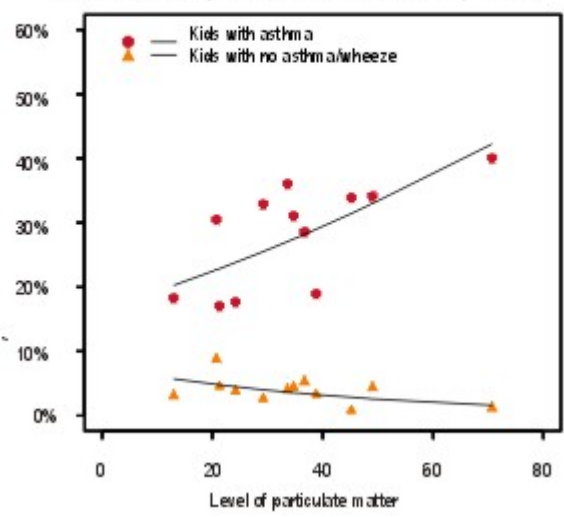 Kids with asthma
Kids with no asthma/wheeze
60%
50%
40%
30%
20%
10%
0%
0 20 40 60 80
Level of particulate matter